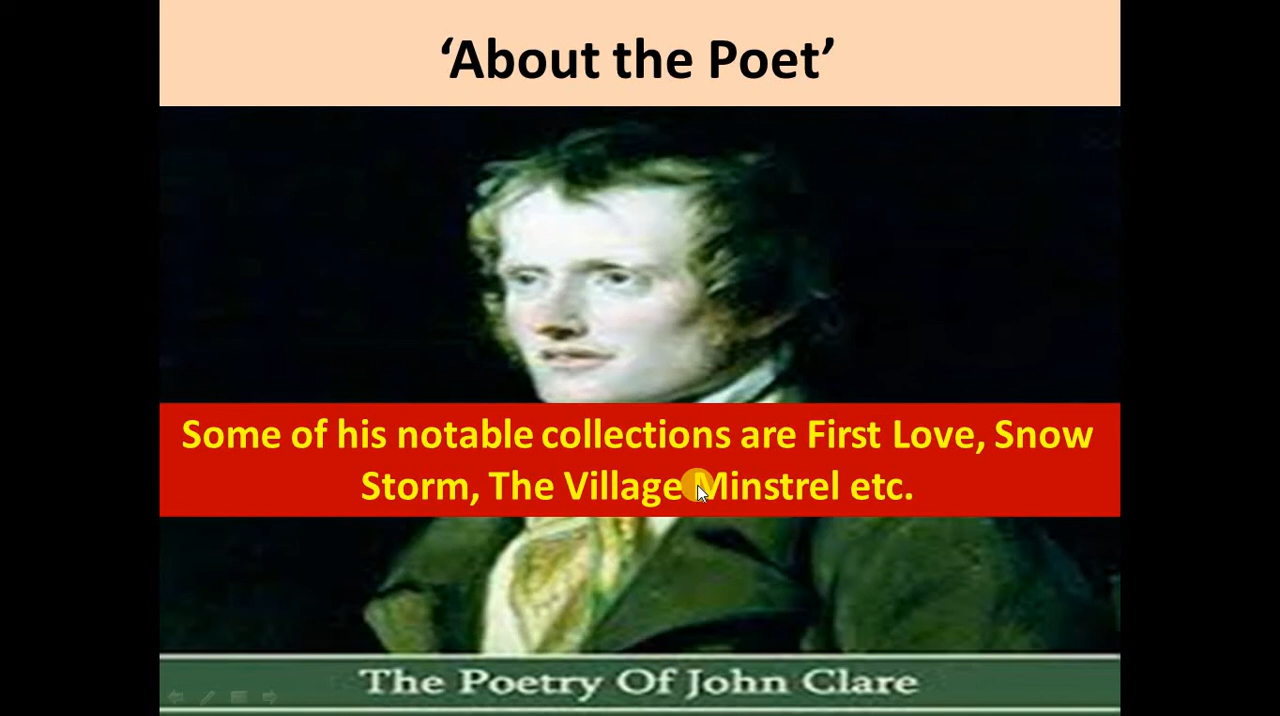 ‘About the Poet’
Some of his notable collections are First Love, Snow
Storm, The Village Minstrel etc.
The Poetry Of John Clare